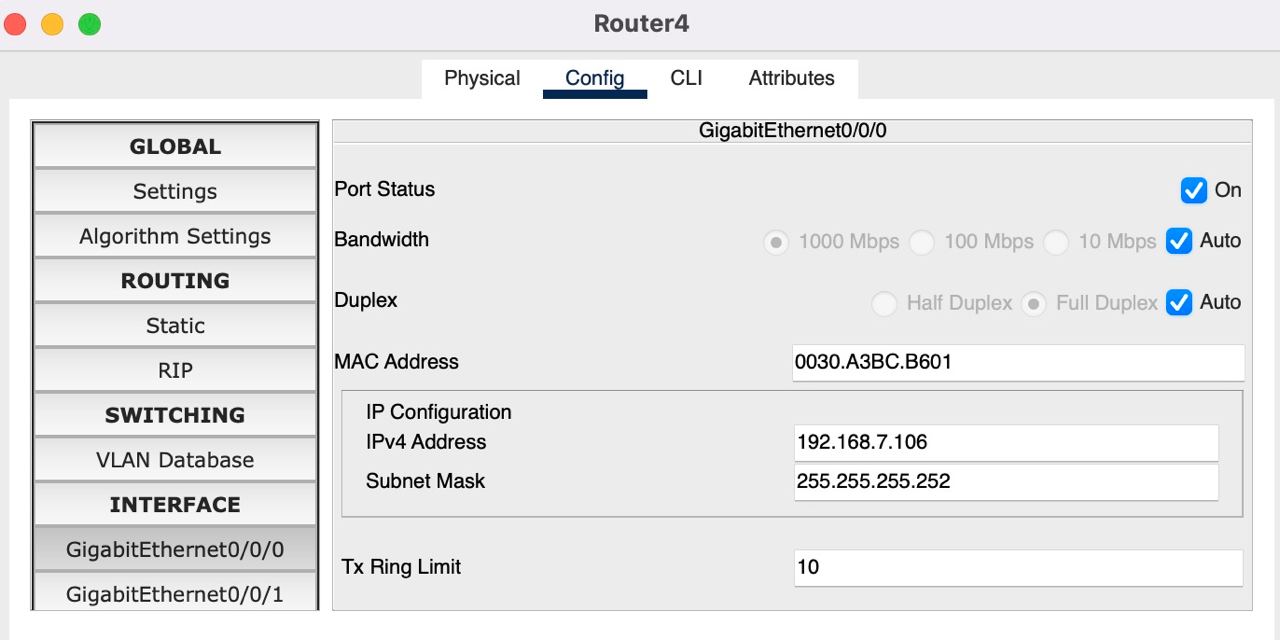 Router4
Physical Config CLI Attributes
GLOBAL
Settings
Algorithm Settings
ROUTING
Static
RIP
SWITCHING
VLAN Database
INTERFACE
GigabitEthernet0/0/0
GigabitEthernet0/0/1
GigabitEthernet0/0/0
Port Status On
Bandwidth 1000 Mbps 100 Mbps 10 Mbps Auto
Duplex Half Duplex Full Duplex Auto
MAC Address 0030.A3BC.B601
IP Configuration
IPv4 Address 192.168.7.106
Subnet Mask 255.255.255.252
Tx Ring Limit 10